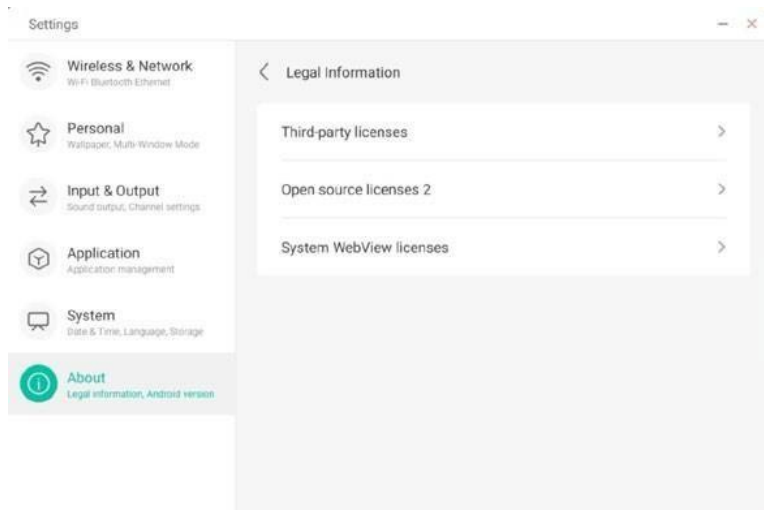 Settings
Wireless & Network
Wi-Fi Bluetooth Ethernet
Legal Information
Personal
Wallpaper, Multi-Window Mode
Third-party licenses
Input & Output
Sound output, Channel settings
Open source licenses 2
Application
Application management
System WebView licenses
System
Date & Time, Language, Storage
About
Legal information, Android version